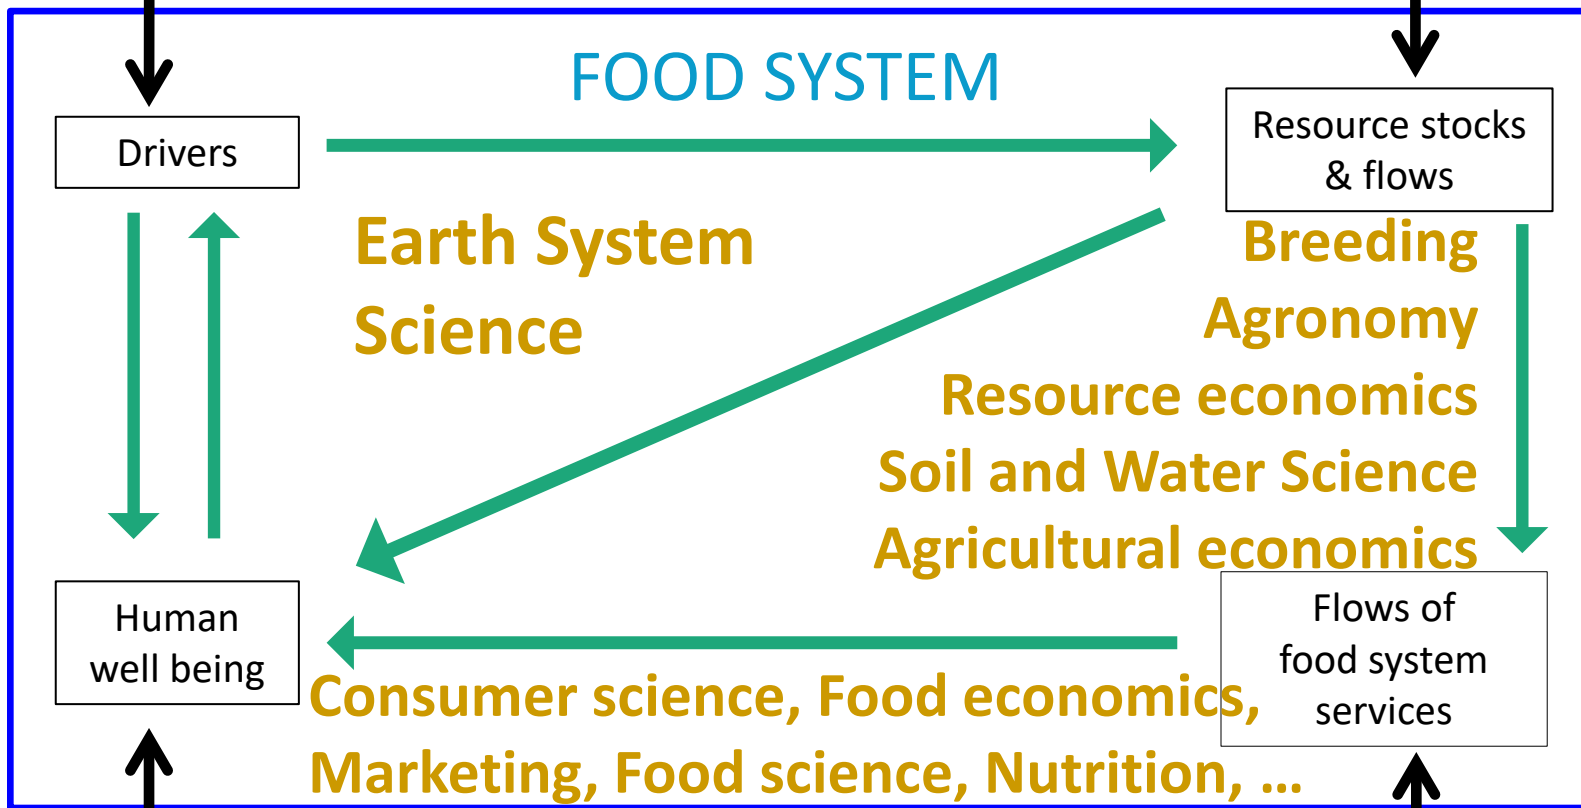 FOOD SYSTEM
Drivers
Resource stocks
& flows
Earth System
Science
Breeding
Agronomy
Resource economics
Soil and Water Science
Agricultural economics
Human
well being
Flows of
food system
services
Consumer science, Food economics,
Marketing, Food science, Nutrition, ...